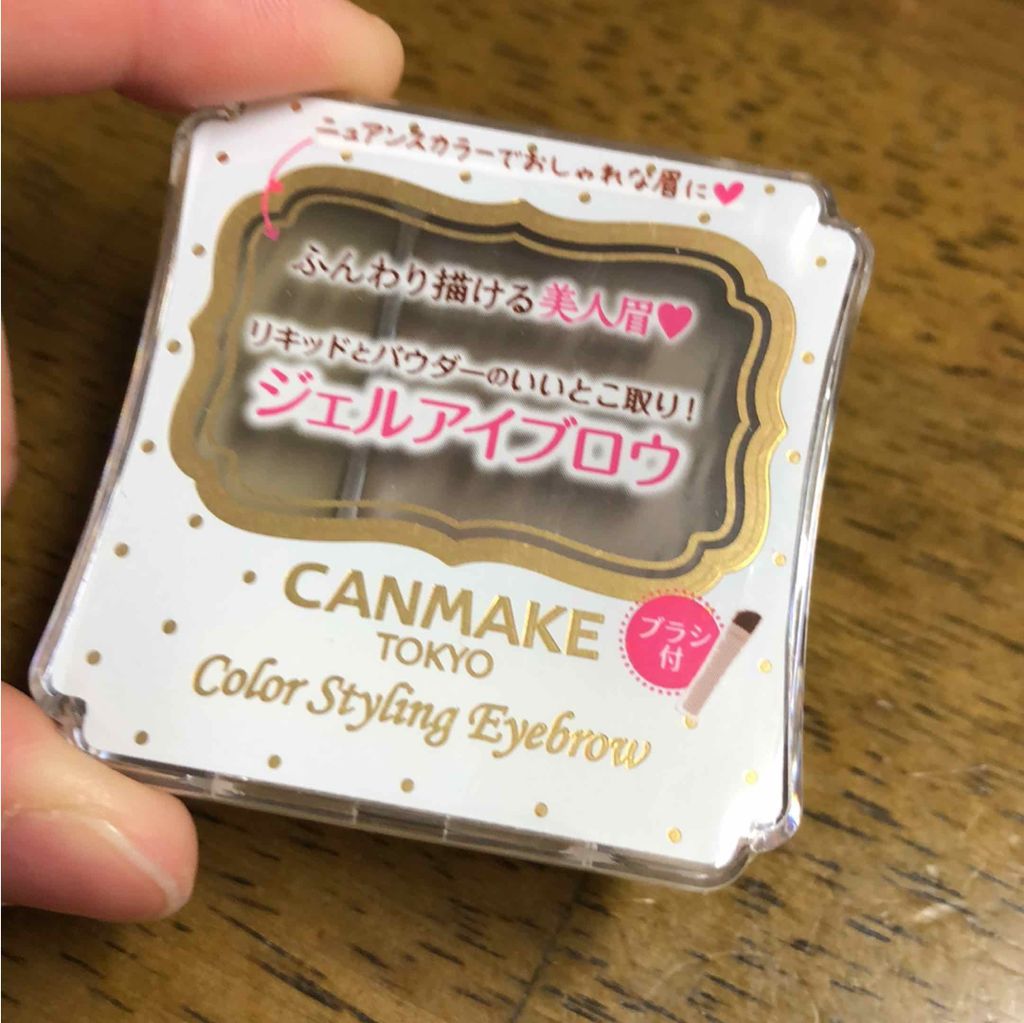 ニュアンスカラーでおしゃれな眉に♥
ふんわり描ける美人眉♥
リキッドとパウダーのいいとこ取り!
ジェルアイブロウ
CANMAKE
TOKYO
Color Styling Eyebrow
ブラシ
付